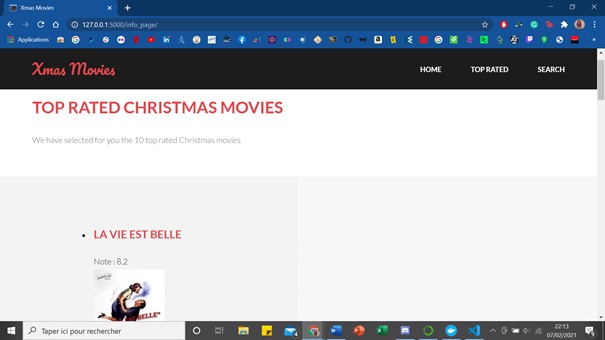 Xmas Movies
127.0.0.1:5000/info_page/
Applications
Xmas Movies
HOME
TOP RATED
SEARCH
TOP RATED CHRISTMAS MOVIES
We have selected for you the 10 top rated Christmas movies
LA VIE EST BELLE
Note : 8.2
BELLE"
Taper ici pour rechercher
22:13
07/02/2021